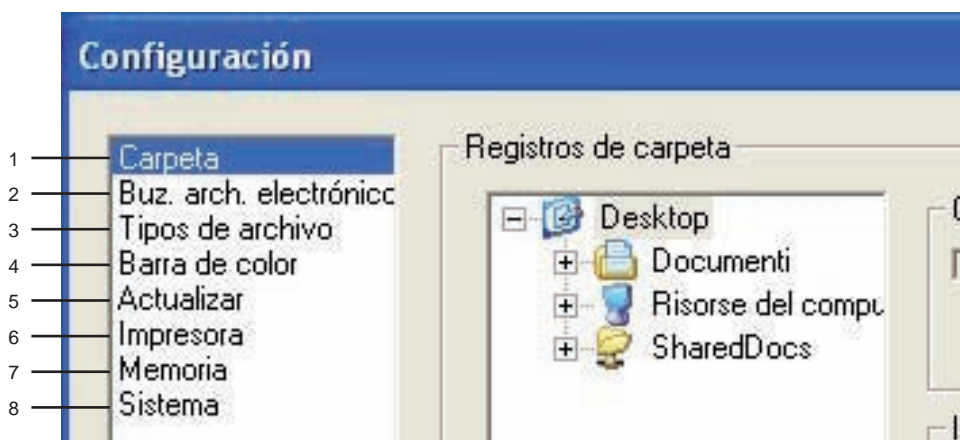 Configuración
Registros de carpeta
1 Carpeta
2 Buz. arch. electrónic
3 Tipos de archivo
4 Barra de color
5 Actualizar
6 Impresora
7 Memoria
8 Sistema
Desktop
Documenti
Risorse del compu
SharedDocs